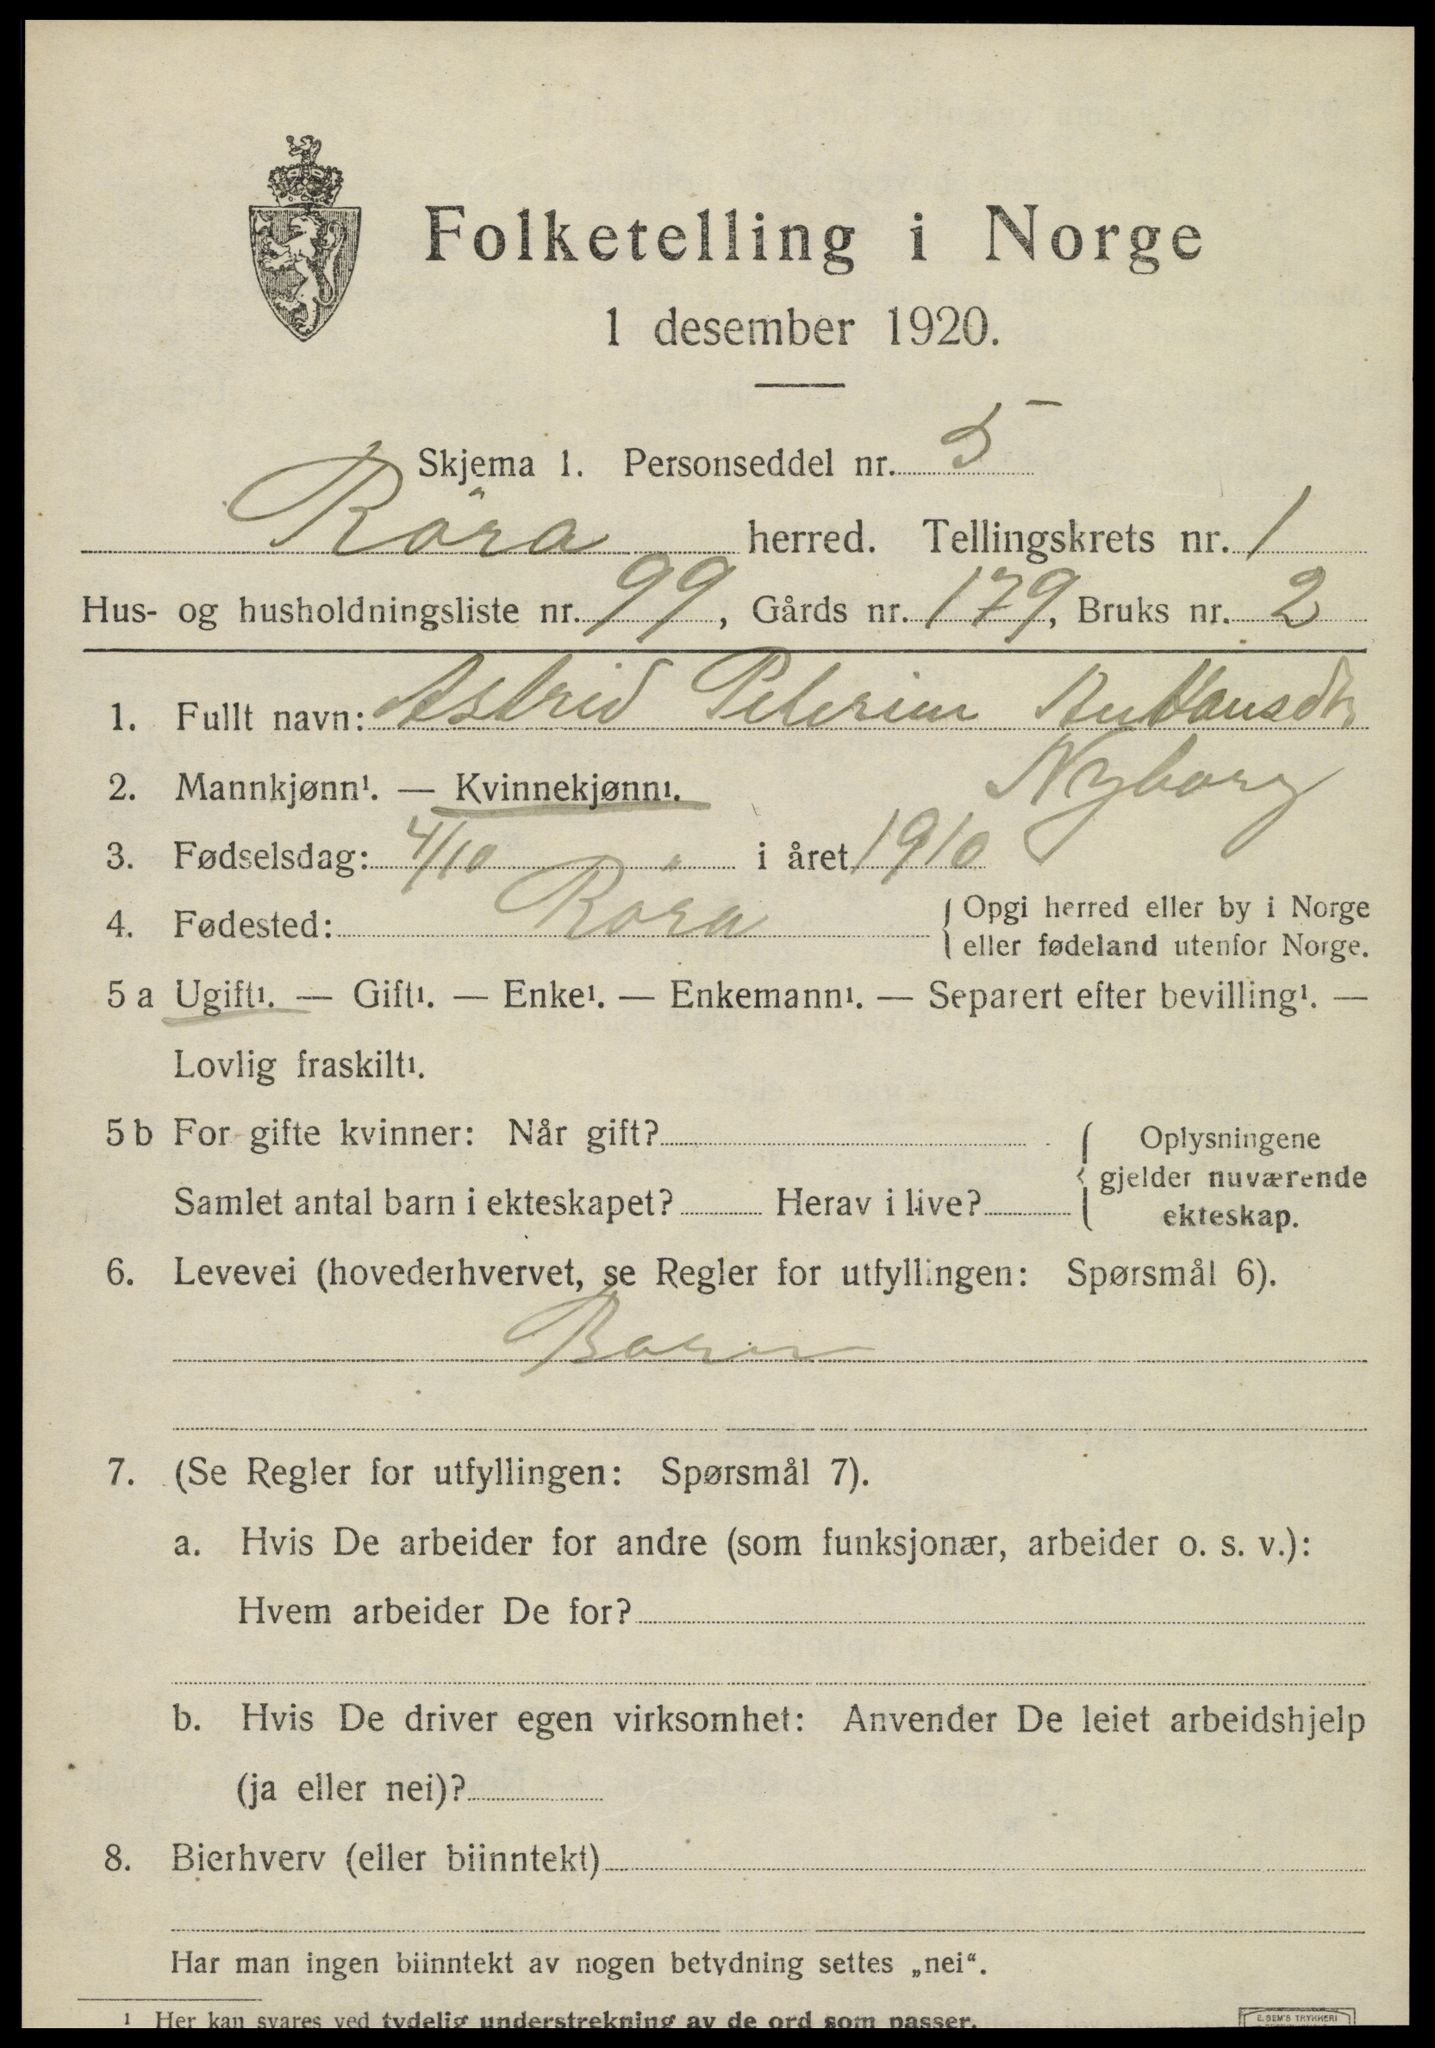 Folketelling i Norge
1 desember 1920.
Skjema 1. Personseddel nr. 5
Röra herred. Tellingskrets nr. 1
Hus- og husholdningsliste nr. 99, Gårds nr. 179, Bruks nr. 2
1. Fullt navn: Astrid Peterine
2. Mannkjønn¹. — Kvinnekjønn¹. Nyborg
3. Fødselsdag: 4/10 i året 1910
4. Fødested: Röra { Opgi herred eller by i Norge
eller fødeland utenfor Norge.
5 a Ugift¹. — Gift¹. — Enke¹. — Enkemann¹. — Separert efter bevilling¹. —
Lovlig fraskilt¹.
5 b For gifte kvinner: Når gift? { Oplysningene
gjelder nuværende
Samlet antal barn i ekteskapet? Herav i live? ekteskap.
6. Levevei (hovederhvervet, se Regler for utfyllingen: Spørsmål 6).
Barn
7. (Se Regler for utfyllingen: Spørsmål 7).
a. Hvis De arbeider for andre (som funksjonær, arbeider o. s. v.):
Hvem arbeider De for?
b. Hvis De driver egen virksomhet: Anvender De leiet arbeidshjelp
(ja eller nei)?
8. Bierhverv (eller biinntekt)
Har man ingen biinntekt av nogen betydning settes „nei“.
¹ Her kan svares ved tydelig understrekning av de ord som passer.
E. SEM'S TRYKKERI